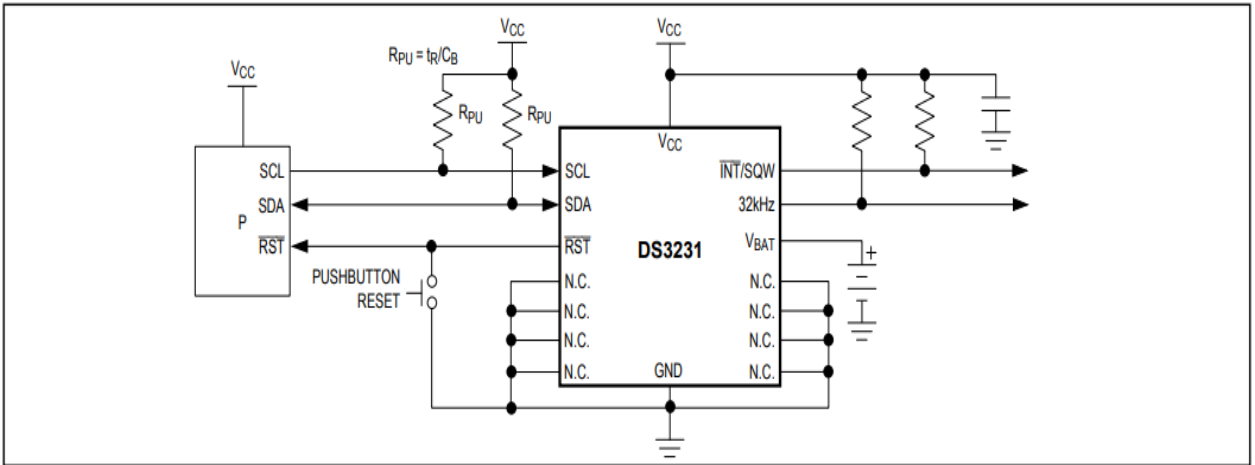 VCC
VCC
RPU = tR/CB
VCC
RPU
RPU
VCC
SCL
SCL
INT/SQW
SDA
SDA
32kHz
P
RST
RST
DS3231
VBAT
+
PUSHBUTTON
RESET
N.C.
N.C.
N.C.
N.C.
N.C.
N.C.
N.C.
GND
N.C.